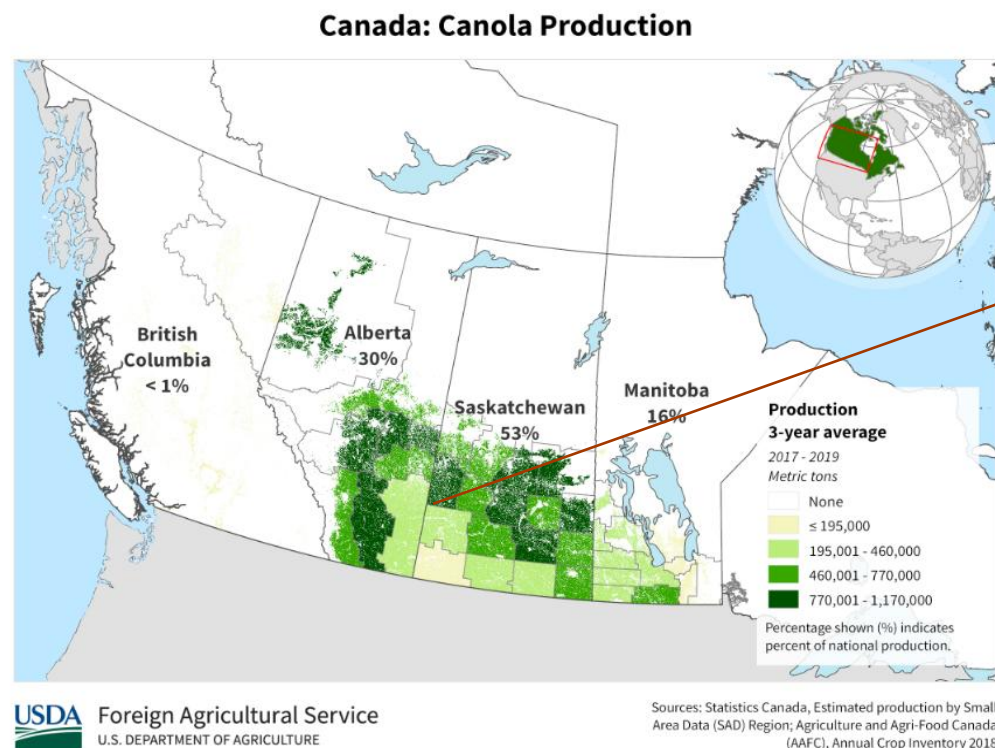 Canada: Canola Production
British
Columbia
< 1%
Alberta
30%
Saskatchewan
53%
Manitoba
16%
Production
3-year average
2017 - 2019
Metric tons
None
≤ 195,000
195,001 - 460,000
460,001 - 770,000
770,001 - 1,170,000
Percentage shown (%) indicates
percent of national production.
USDA
Foreign Agricultural Service
U.S. DEPARTMENT OF AGRICULTURE
Sources: Statistics Canada, Estimated production by Small
Area Data (SAD) Region; Agriculture and Agri-Food Canada
(AAFC), Annual Crop Inventory 2018